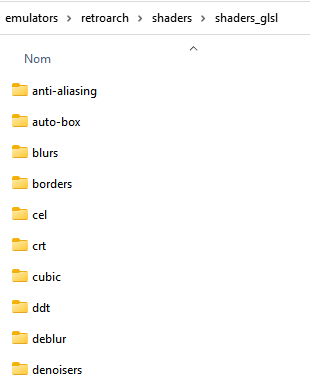 emulators > retroarch > shaders > shaders_glsl
Nom
anti-aliasing
auto-box
blurs
borders
cel
crt
cubic
ddt
deblur
denoisers